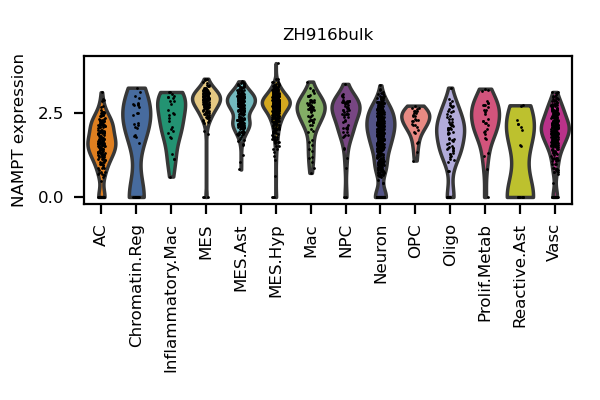 ZH916bulk
NAMPT expression
2.5
0.0
AC
Chromatin.Reg
Inflammatory.Mac
MES
MES.Ast
MES.Hyp
Mac
NPC
Neuron
OPC
Oligo
Prolif.Metab
Reactive.Ast
Vasc